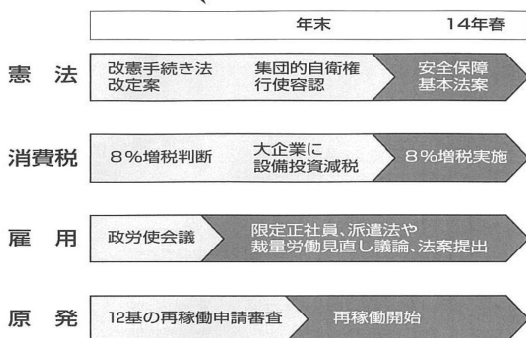 年末 14年春
憲法 改憲手続き法 集団的自衛権 安全保障
改定案 行使容認 基本法案
消費税 8%増税判断 大企業に 8%増税実施
設備投資減税
雇用 政労使会議 限定正社員、派遣法や
裁量労働見直し議論、法案提出
原発 12基の再稼働申請審査 再稼働開始